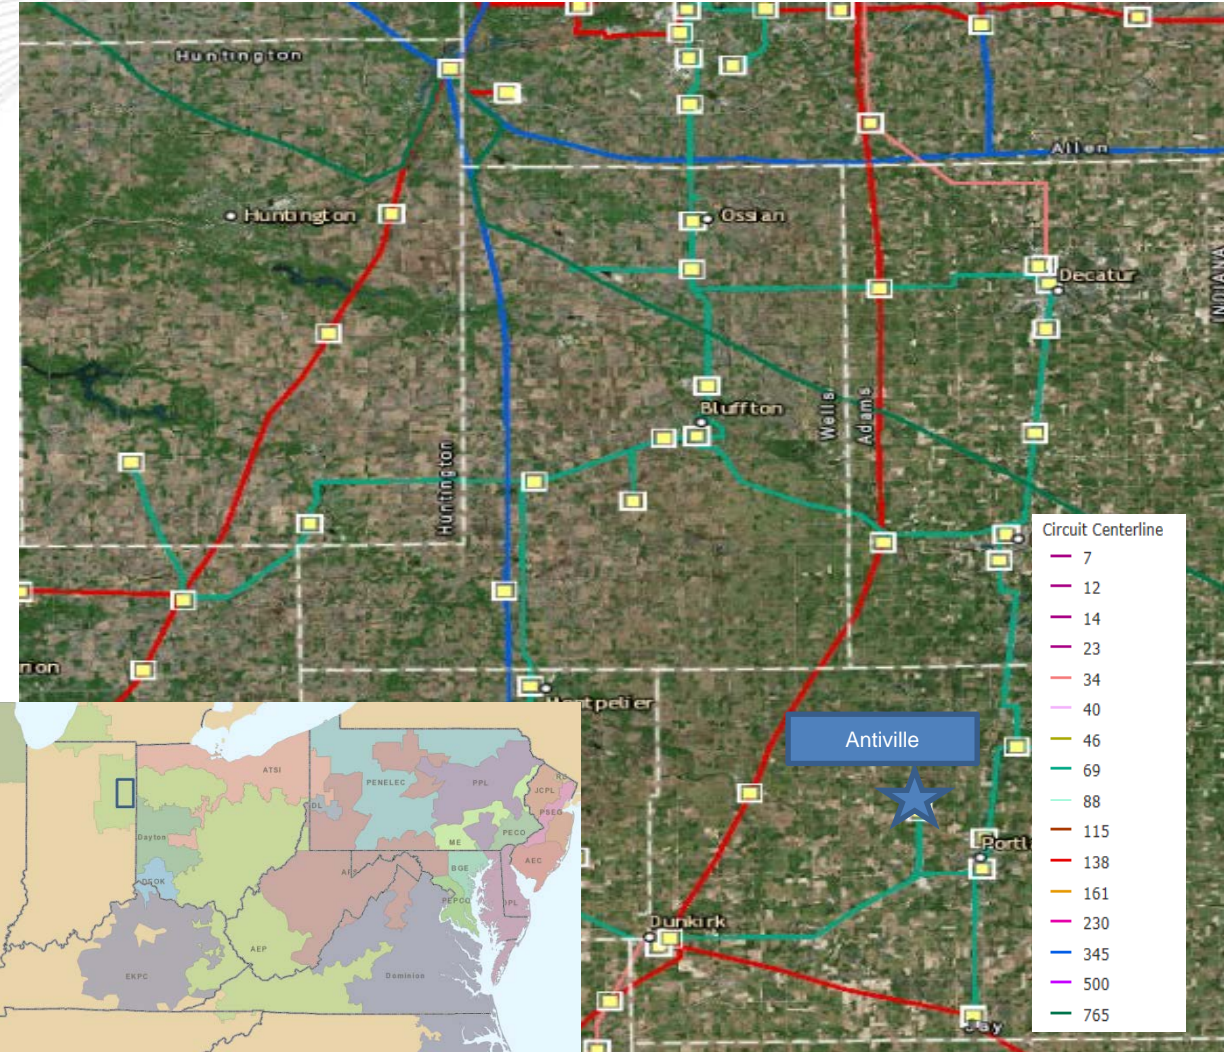 Huntington
Allen
Huntington
Ossian
Decatur
INDIANA
Bluffton
Wells
Adams
Huntington
Circuit Centerline
7
12
14
23
34
40
46
69
88
115
138
161
230
345
500
765
Antiville
Dunkirk
Jay
ATSI
PENELEC
PPL
JCPL
DL
PSEG
Dayton
PECO
ME
AEC
DEOK
BGE
PEPCO
DPL
AEP
EKPC
Dominion